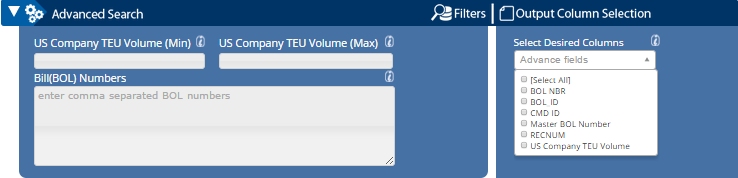 Advanced Search
Filters
Output Column Selection
US Company TEU Volume (Min)
US Company TEU Volume (Max)
Bill(BOL) Numbers
enter comma separated BOL numbers
Select Desired Columns
Advance fields
[Select All]
BOL NBR
BOL_ID
CMD ID
Master BOL Number
RECNUM
US Company TEU Volume